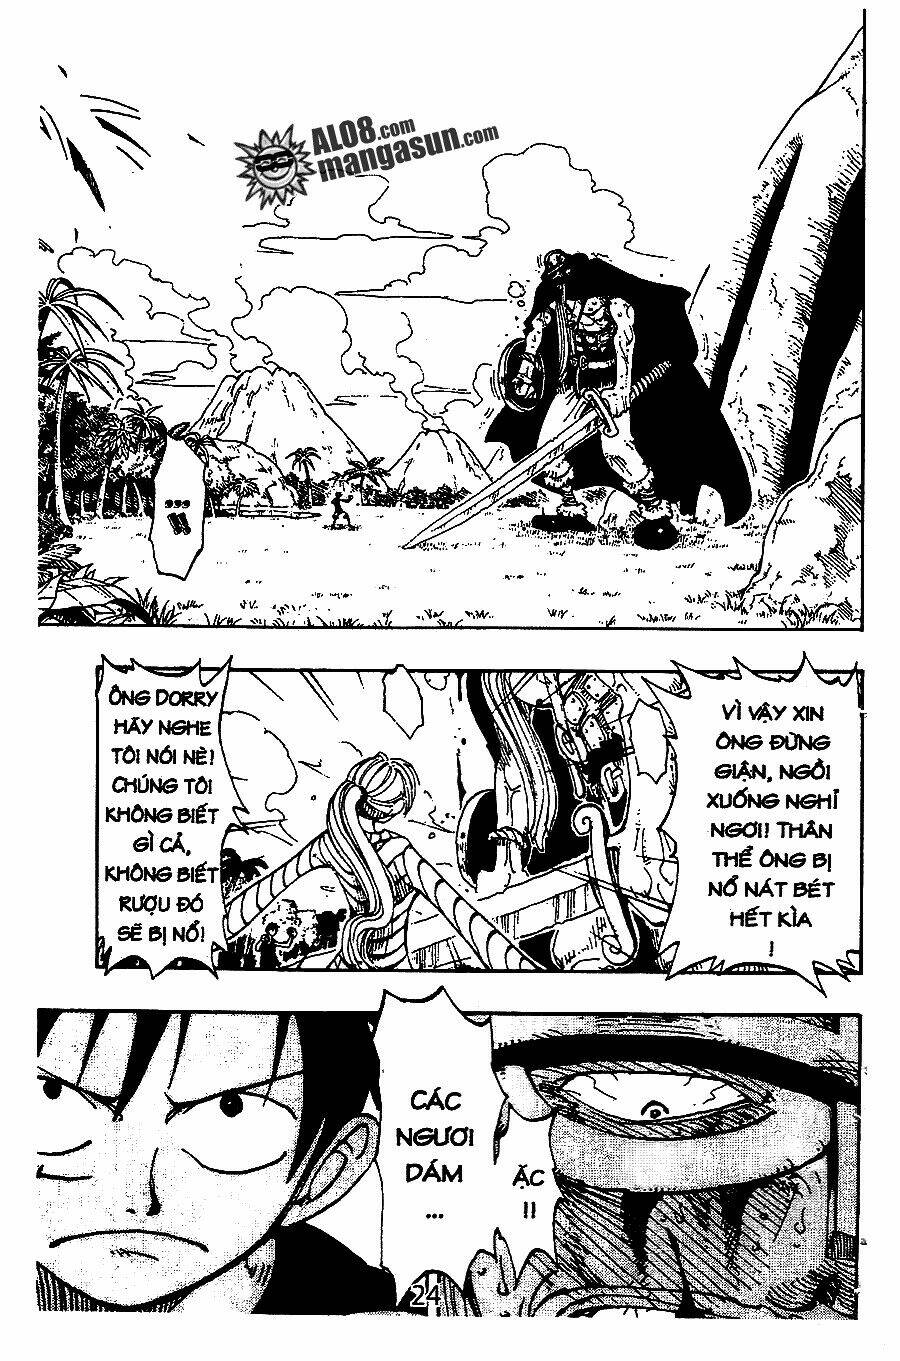 ALO8.com
mangasun.com
???
!!
VÌ VẬY XIN
ÔNG ĐỪNG
GIẬN, NGỒI
XUỐNG NGHỈ
NGƠI! THÂN
THỂ ÔNG BỊ
NỔ NÁT BÉT
HẾT KÌA
!
ÔNG DORRY
HÃY NGHE
TÔI NÓI NÈ!
CHÚNG TÔI
KHÔNG BIẾT
GÌ CẢ,
KHÔNG BIẾT
RƯỢU ĐÓ
SẼ BỊ NỔ!
ẶC
!!
CÁC
NGƯƠI
DÁM
...
24